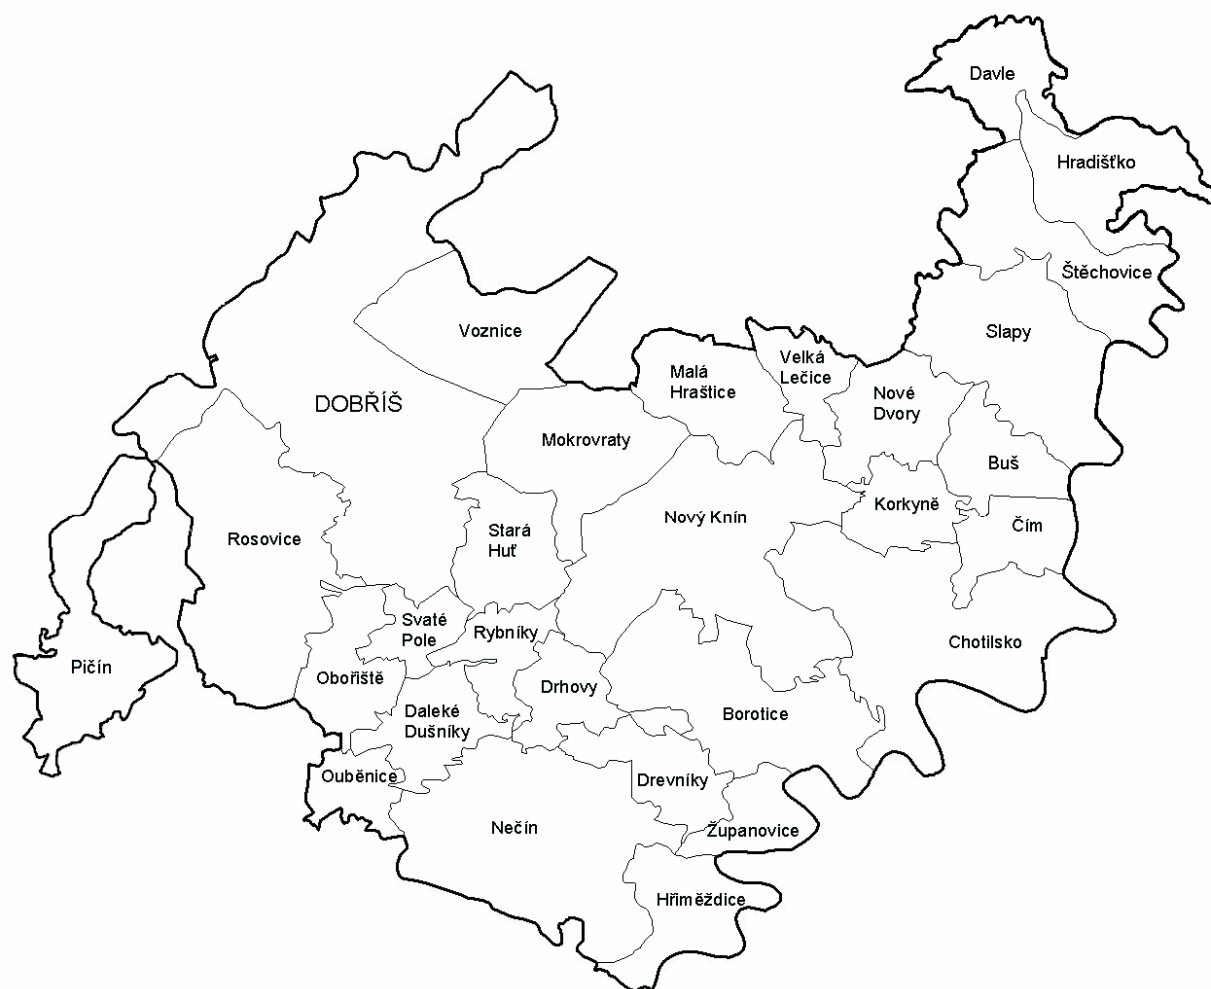 Davle
Hradišťko
Štěchovice
Slapy
Voznice
Velká
Lečice
Malá
Hraštice
Nové
Dvory
DOBŘÍŠ
Mokrovraty
Buš
Korkyně
Nový Knín
Čím
Stará
Huť
Rosovice
Svaté
Pole
Rybníky
Chotilsko
Pičín
Obořiště
Drhovy
Daleké
Dušníky
Borotice
Ouběnice
Drevníky
Nečín
Županovice
Hřiměždice